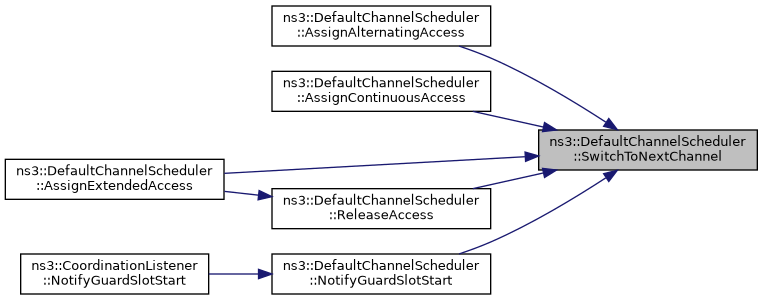 ns3::DefaultChannelScheduler
::AssignAlternatingAccess
ns3::DefaultChannelScheduler
::AssignContinuousAccess
ns3::DefaultChannelScheduler
::SwitchToNextChannel
ns3::DefaultChannelScheduler
::AssignExtendedAccess
ns3::DefaultChannelScheduler
::ReleaseAccess
ns3::CoordinationListener
::NotifyGuardSlotStart
ns3::DefaultChannelScheduler
::NotifyGuardSlotStart